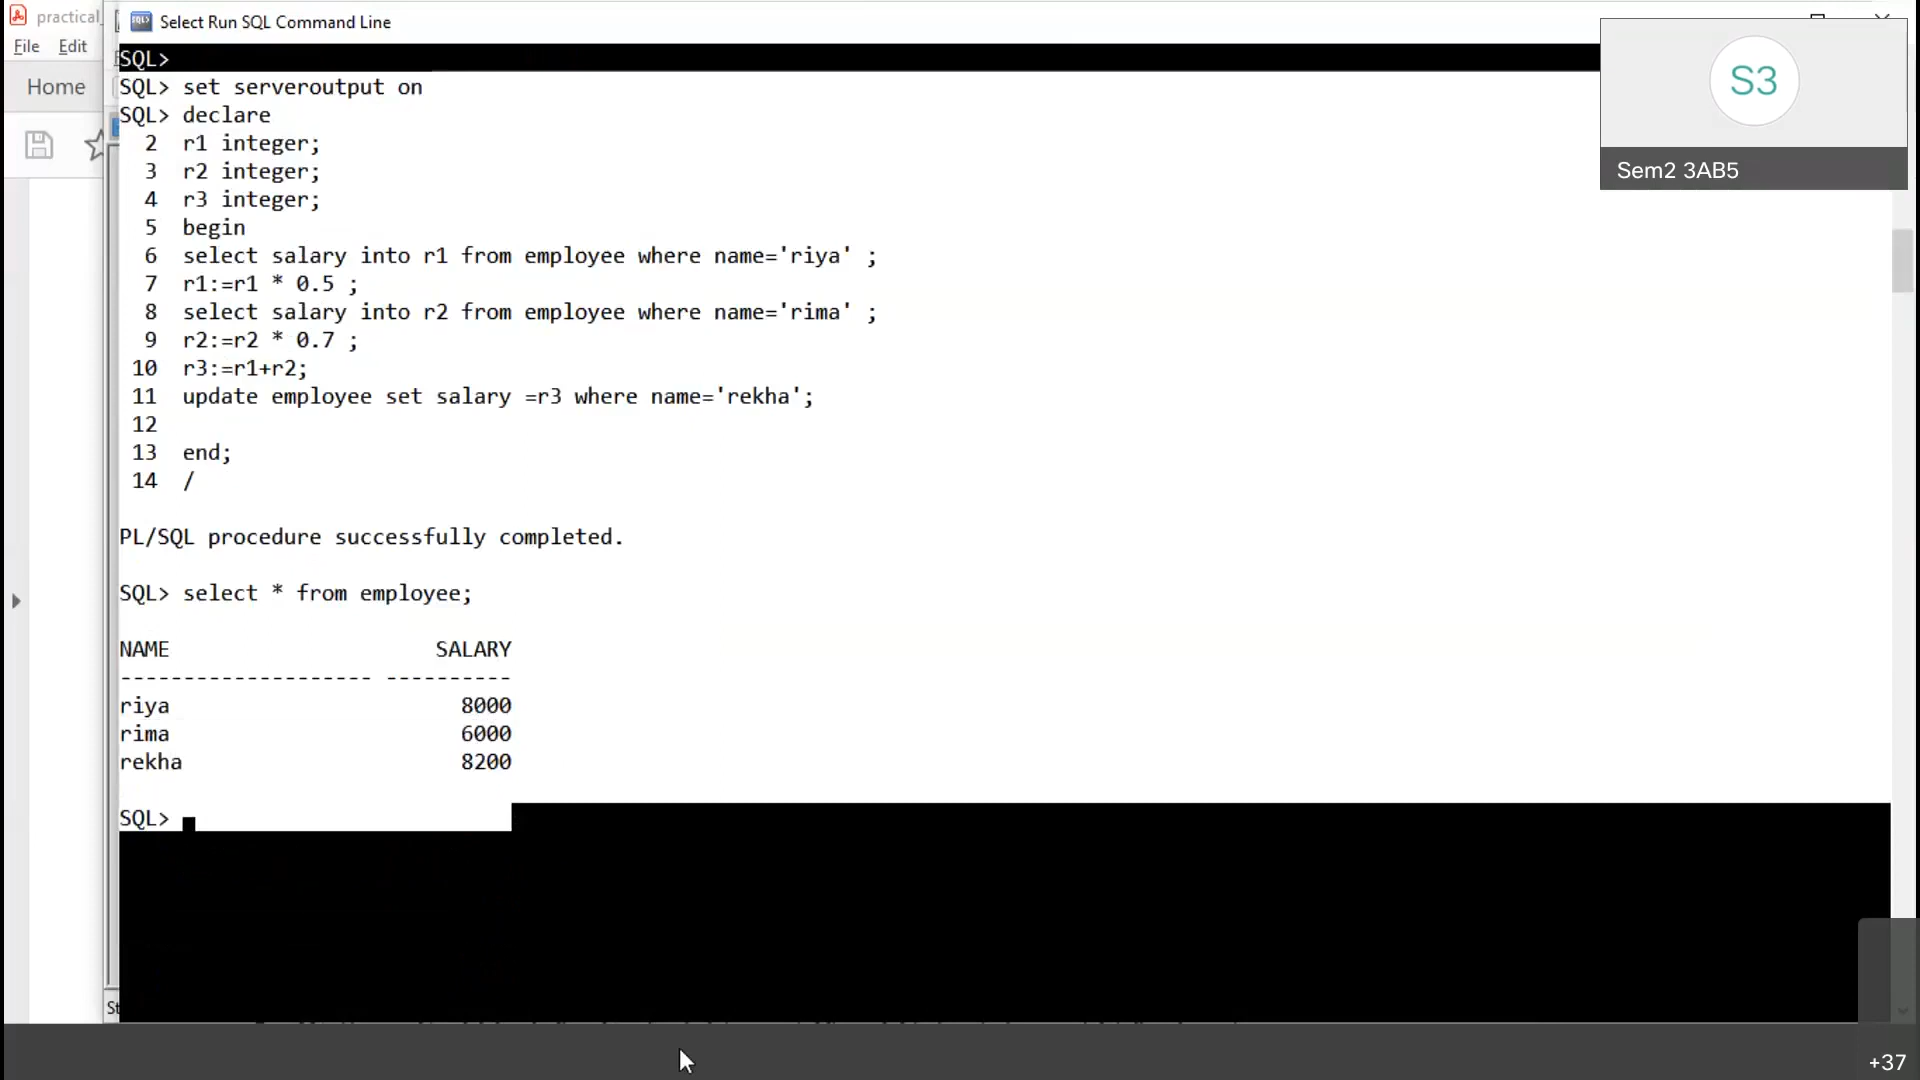 practical_
Select Run SQL Command Line
File Edit
Home
SQL>
SQL> set serveroutput on
SQL> declare
2 r1 integer;
3 r2 integer;
4 r3 integer;
5 begin
6 select salary into r1 from employee where name='riya' ;
7 r1:=r1 * 0.5 ;
8 select salary into r2 from employee where name='rima' ;
9 r2:=r2 * 0.7 ;
10 r3:=r1+r2;
11 update employee set salary =r3 where name='rekha';
12
13 end;
14 /
PL/SQL procedure successfully completed.
SQL> select * from employee;
NAME SALARY
-------------------- ----------
riya 8000
rima 6000
rekha 8200
SQL>
S3
Sem2 3AB5
St
+37